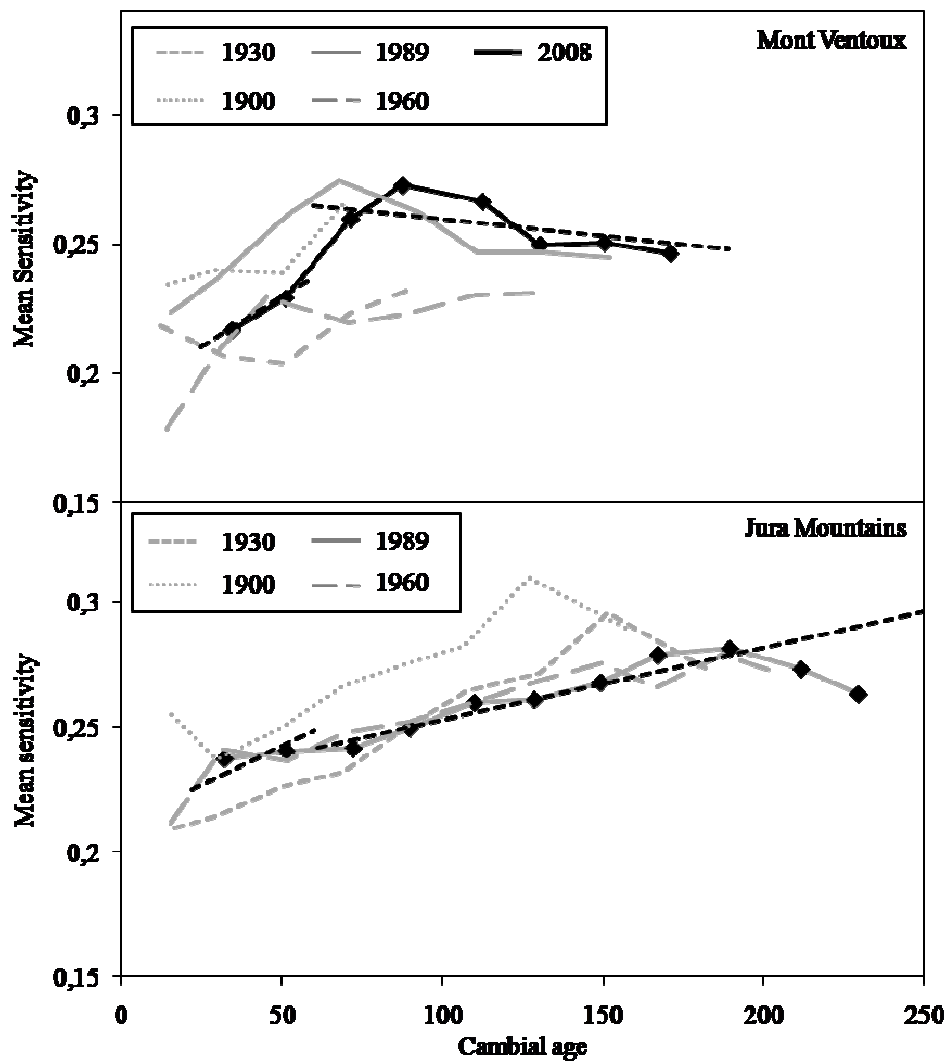 1930 1989 2008
Mont Ventoux
1900 1960
0,3
0,25
0,2
0,15
Mean Sensitivity
1930 1989
Jura Mountains
1900 1960
0,3
0,25
0,2
0,15
Mean sensitivity
0 50 100 150 200 250
Cambial age